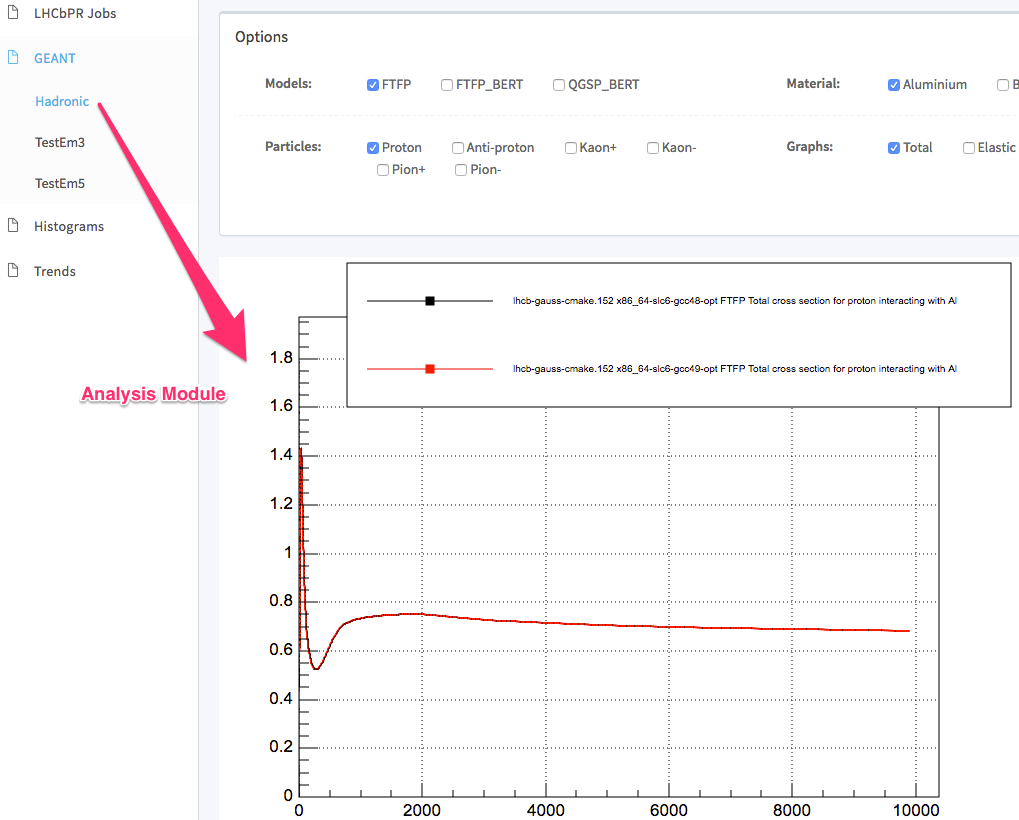 LHCbPR Jobs
GEANT
Hadronic
TestEm3
TestEm5
Histograms
Trends
Analysis Module
Options
Models: FTFP FTFP_BERT QGSP_BERT Material: Aluminium B
Particles: Proton Anti-proton Kaon+ Kaon- Graphs: Total Elastic
Pion+ Pion-
lhcb-gauss-cmake.152 x86_64-slc6-gcc48-opt FTFP Total cross section for proton interacting with Al
lhcb-gauss-cmake.152 x86_64-slc6-gcc49-opt FTFP Total cross section for proton interacting with Al
1.8
1.6
1.4
1.2
1
0.8
0.6
0.4
0.2
0
0 2000 4000 6000 8000 10000